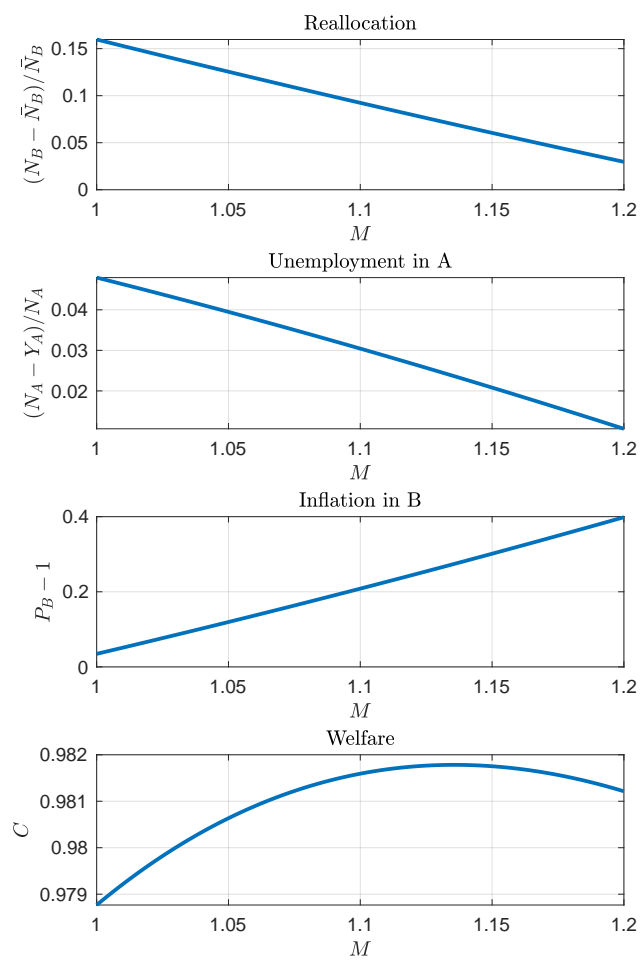 Reallocation
(N_B − N̄_B)/N̄_B
0.15
0.1
0.05
0
1 1.05 1.1 1.15 1.2
M
Unemployment in A
(N_A − Y_A)/N_A
0.04
0.03
0.02
1 1.05 1.1 1.15 1.2
M
Inflation in B
P_B − 1
0.4
0.2
0
1 1.05 1.1 1.15 1.2
M
Welfare
C
0.982
0.981
0.98
0.979
1 1.05 1.1 1.15 1.2
M